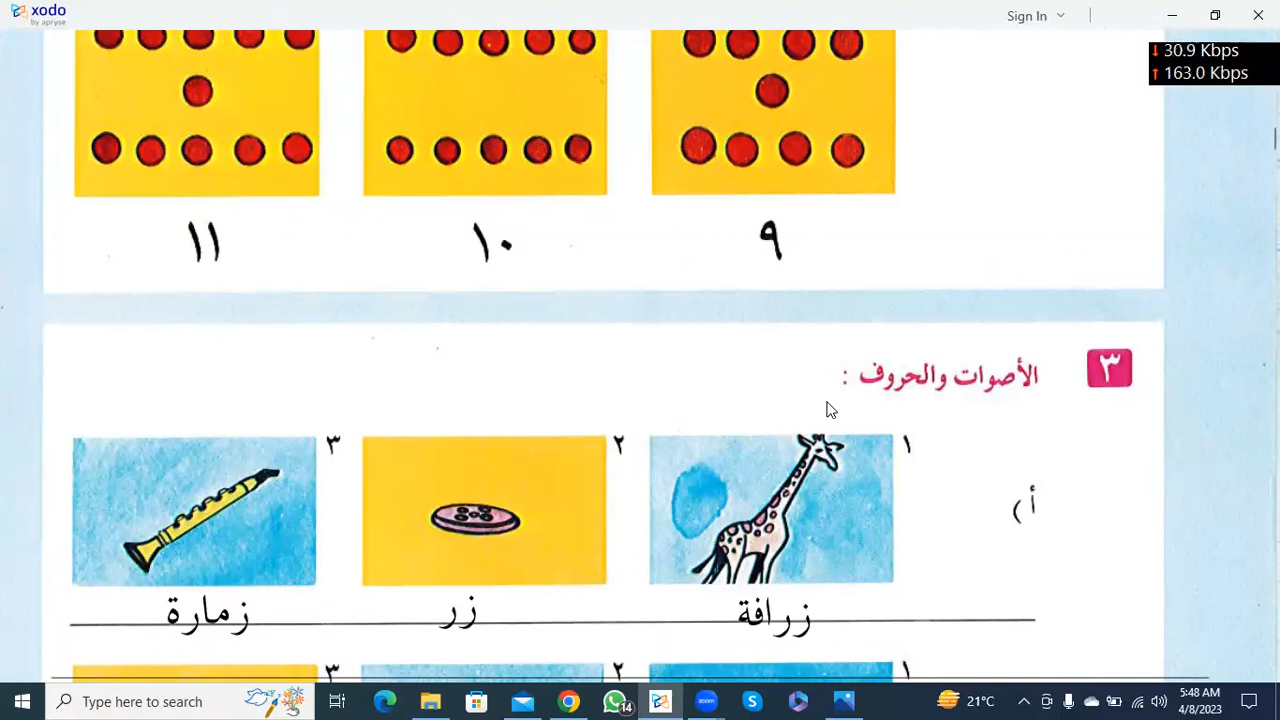 xodo
by apryse
Sign In
↓ 30.9 Kbps
↑ 163.0 Kbps
٩ ١٠ ١١
٣ الأصوات والحروف :
١ ٢ ٣
أ )
زرافة زر زمارة
١ ٢ ٣
Type here to search
14
zoom
21°C
5:48 AM
4/8/2023